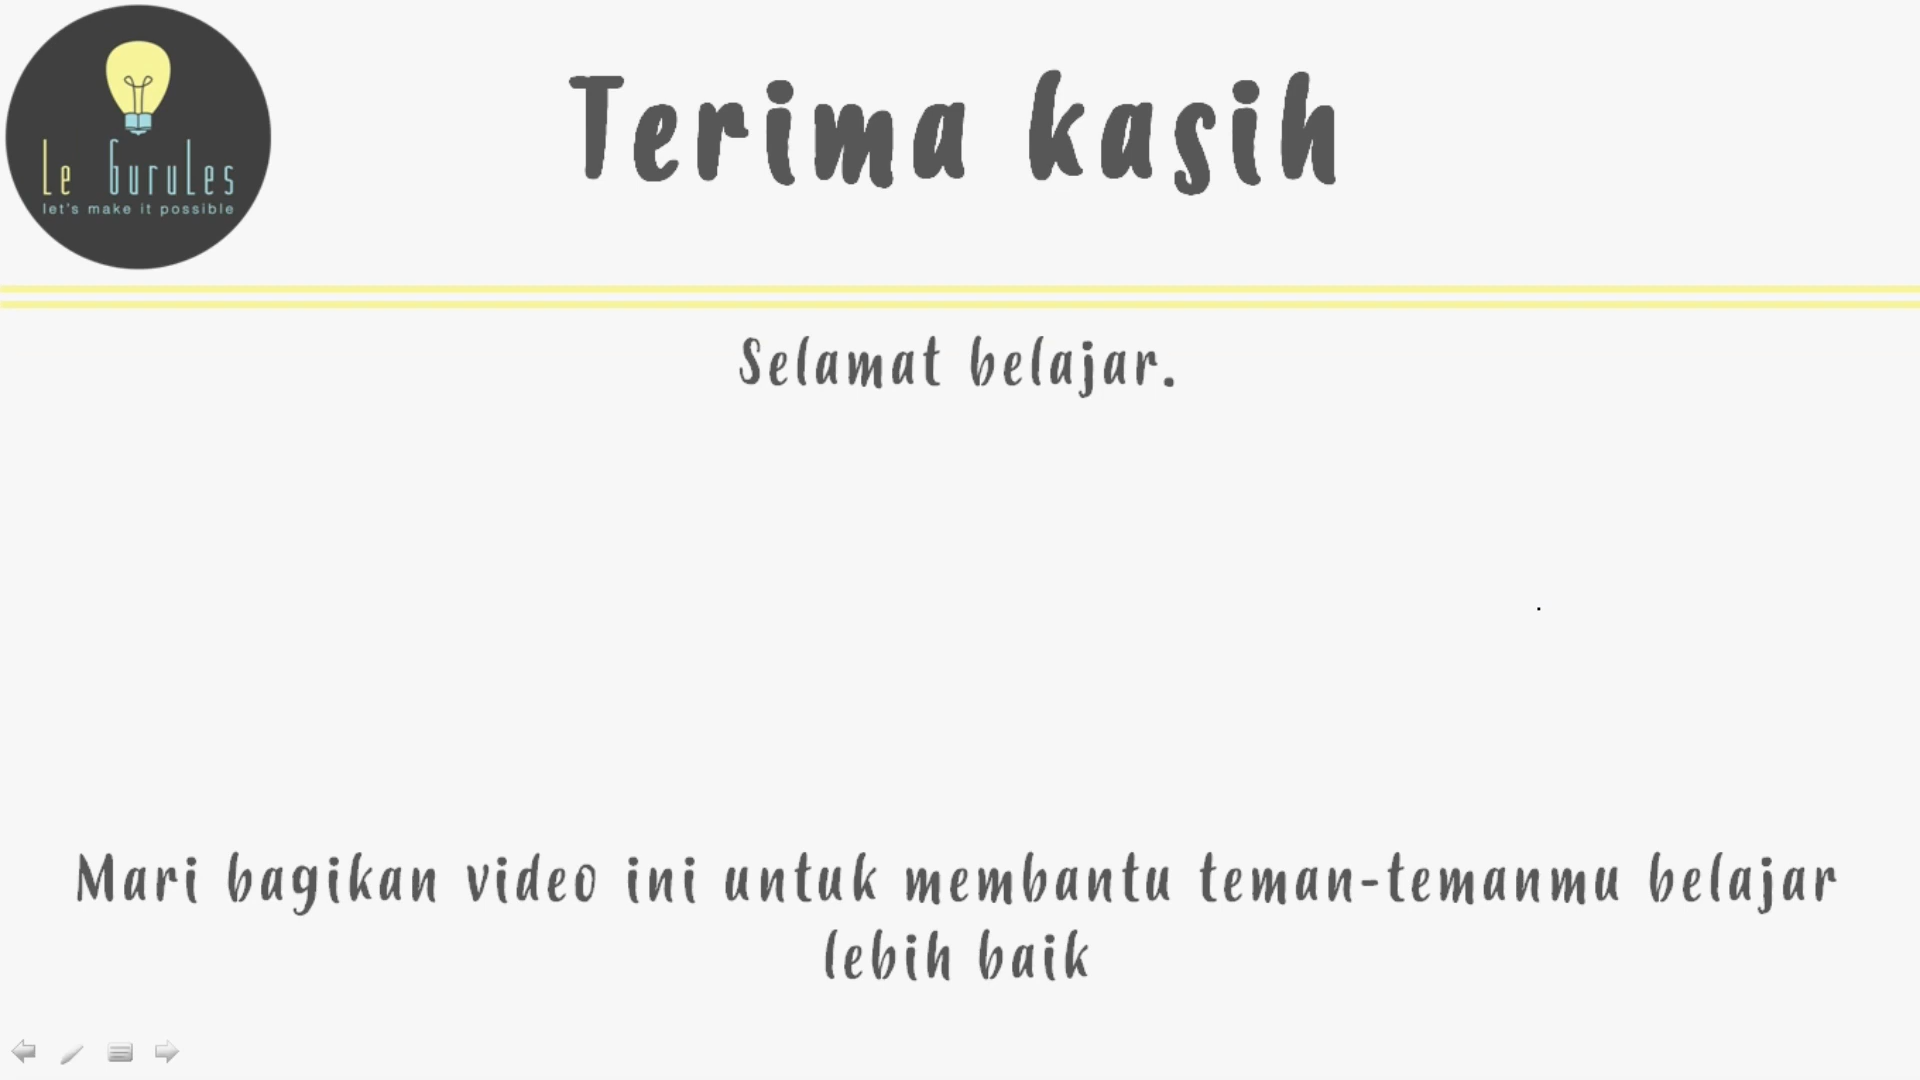 Le Gurules
let's make it possible
Terima kasih
Selamat belajar.
Mari bagikan video ini untuk membantu teman-temanmu belajar
lebih baik